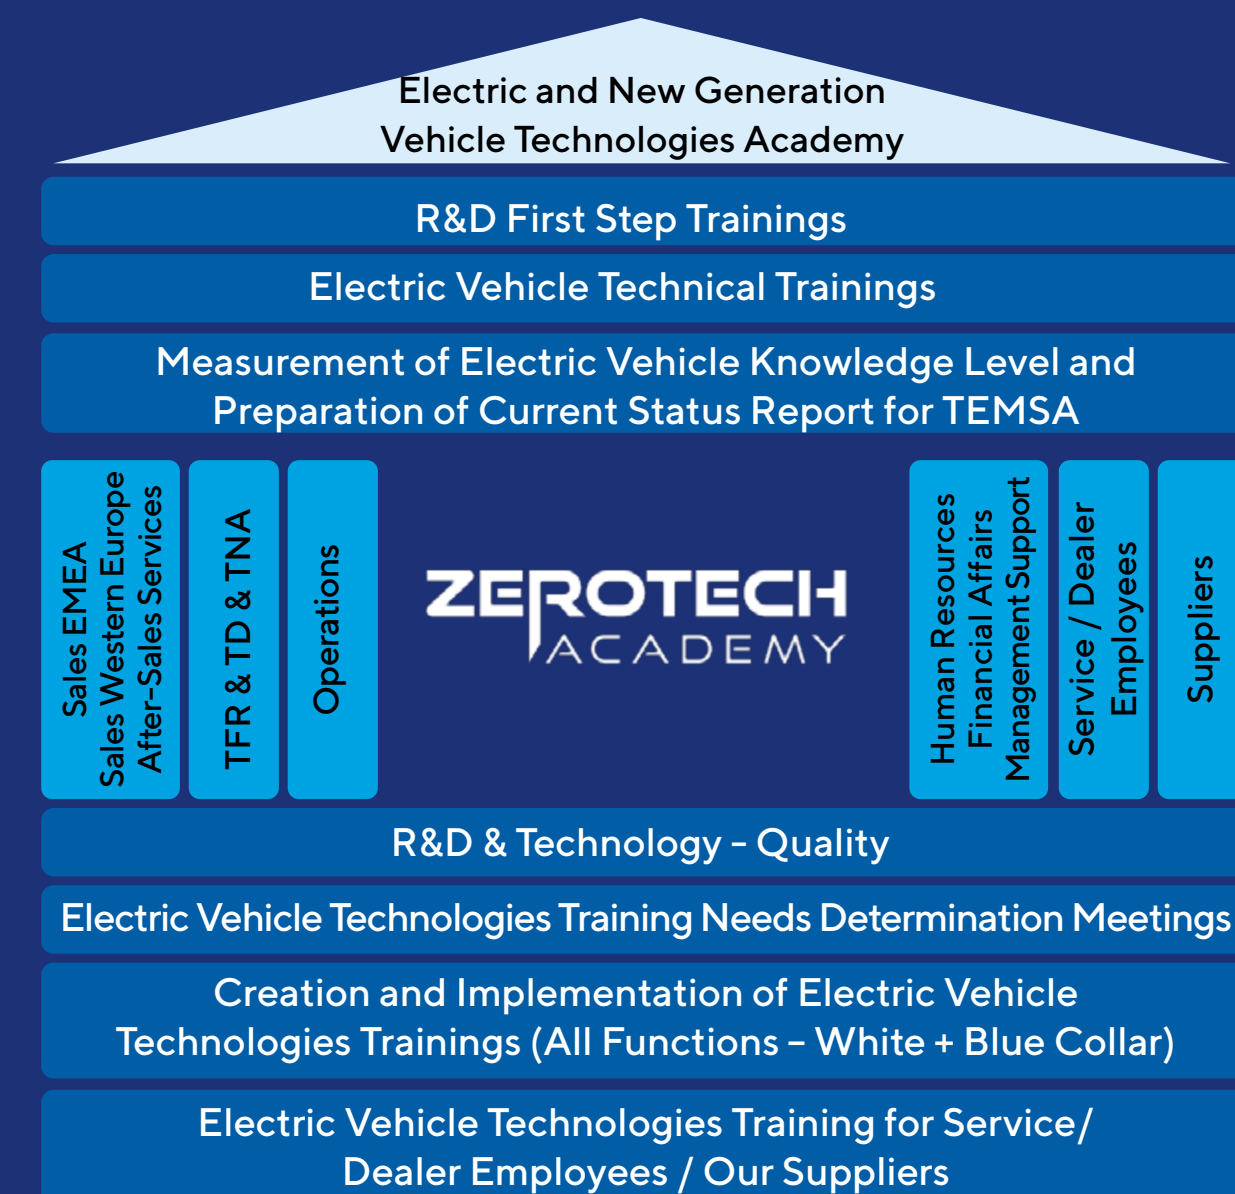 Electric and New Generation
Vehicle Technologies Academy
R&D First Step Trainings
Electric Vehicle Technical Trainings
Measurement of Electric Vehicle Knowledge Level and
Preparation of Current Status Report for TEMSA
Sales EMEA
Sales Western Europe
After-Sales Services
TFR & TD & TNA
Operations
ZEROTECH
ACADEMY
Human Resources
Financial Affairs
Management Support
Service / Dealer
Employees
Suppliers
R&D & Technology - Quality
Electric Vehicle Technologies Training Needs Determination Meetings
Creation and Implementation of Electric Vehicle
Technologies Trainings (All Functions – White + Blue Collar)
Electric Vehicle Technologies Training for Service/
Dealer Employees / Our Suppliers